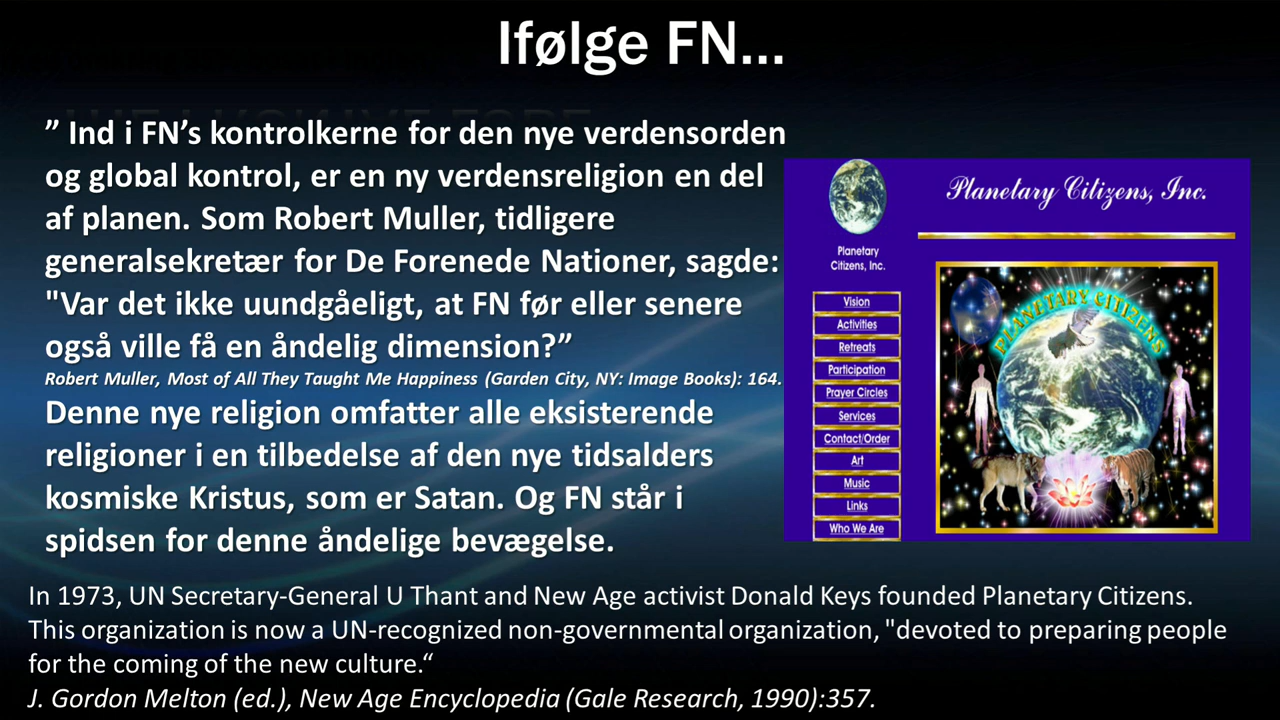 Ifølge FN...
” Ind i FN’s kontrolkerne for den nye verdensorden
og global kontrol, er en ny verdensreligion en del
af planen. Som Robert Muller, tidligere
generalsekretær for De Forenede Nationer, sagde:
"Var det ikke uundgåeligt, at FN før eller senere
også ville få en åndelig dimension?”
Robert Muller, Most of All They Taught Me Happiness (Garden City, NY: Image Books): 164.
Denne nye religion omfatter alle eksisterende
religioner i en tilbedelse af den nye tidsalders
kosmiske Kristus, som er Satan. Og FN står i
spidsen for denne åndelige bevægelse.
Planetary Citizens, Inc.
Planetary
Citizens, Inc.
Vision
Activities
Retreats
Participation
Prayer Circles
Services
Contact/Order
Art
Music
Links
Who We Are
PLANETARY CITIZENS
In 1973, UN Secretary-General U Thant and New Age activist Donald Keys founded Planetary Citizens.
This organization is now a UN-recognized non-governmental organization, "devoted to preparing people
for the coming of the new culture.“
J. Gordon Melton (ed.), New Age Encyclopedia (Gale Research, 1990):357.